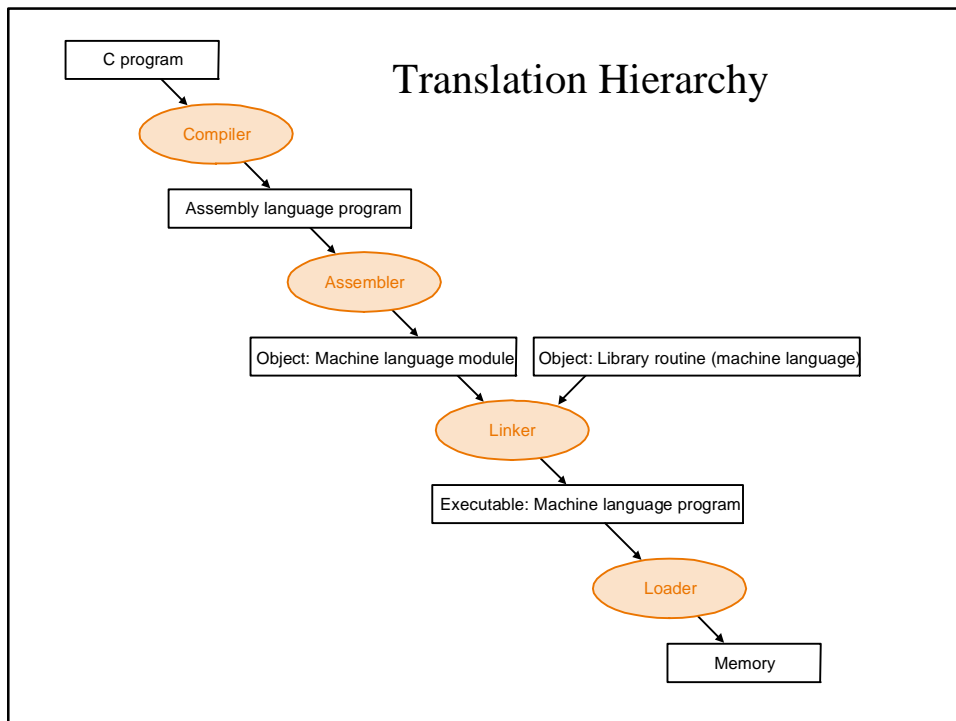 C program
Translation Hierarchy
Compiler
Assembly language program
Assembler
Object: Machine language module
Object: Library routine (machine language)
Linker
Executable: Machine language program
Loader
Memory